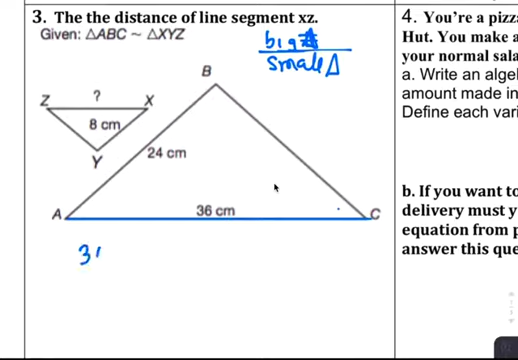 3. The the distance of line segment xz.
Given: △ABC ~ △XYZ
big △
small △
B
Z
?
X
8 cm
Y
24 cm
A
36 cm
C
3
4. You're a pizz
Hut. You make a
your normal sala
a. Write an alge
amount made in
Define each vari
b. If you want to
delivery must y
equation from p
answer this que